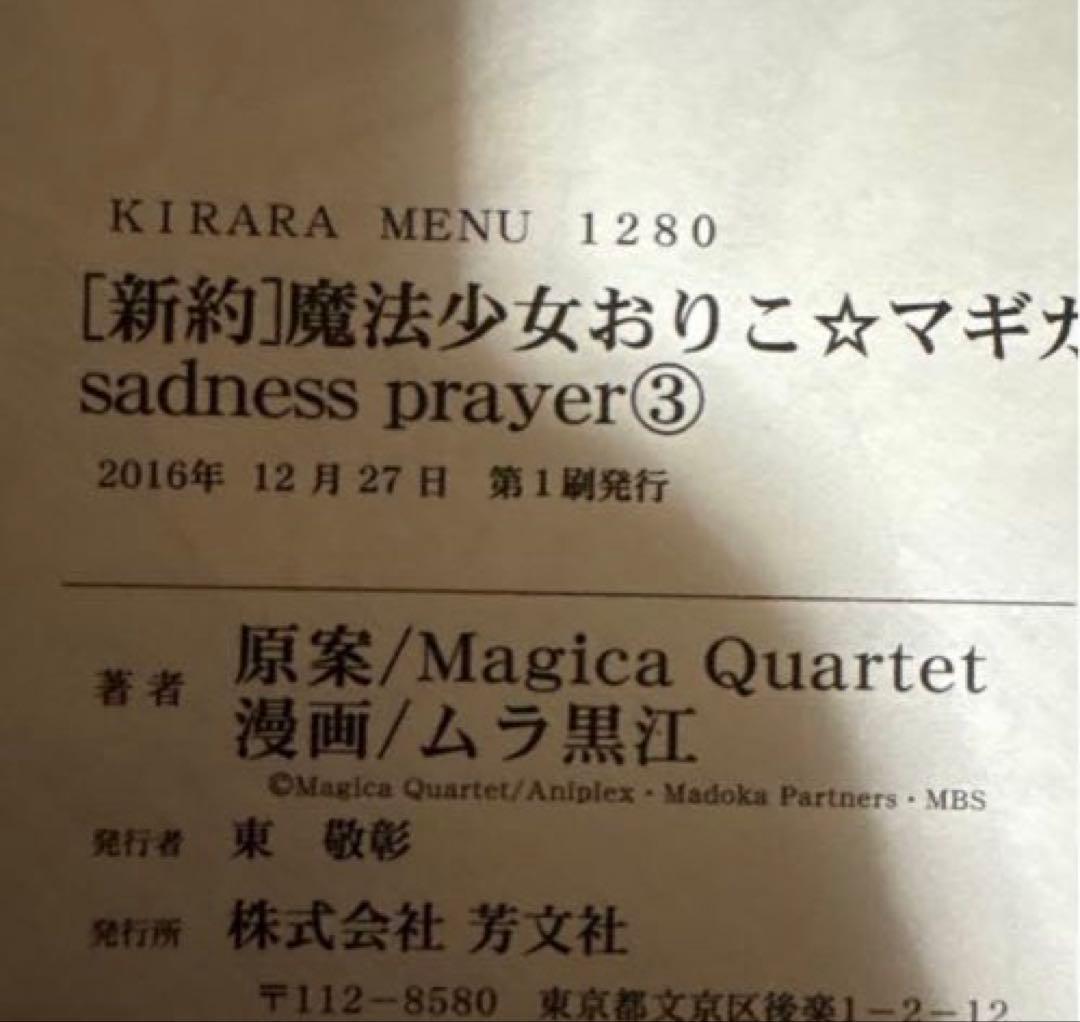 KIRARA MENU 1280
[新約]魔法少女おりこ☆マギカ
sadness prayer③
2016年 12月27日 第1刷発行
著者 原案/Magica Quartet
漫画/ムラ黒江
©Magica Quartet/Aniplex・Madoka Partners・MBS
発行者 東 敬彰
発行所 株式会社 芳文社
〒112-8580 東京都文京区後楽1-2-12